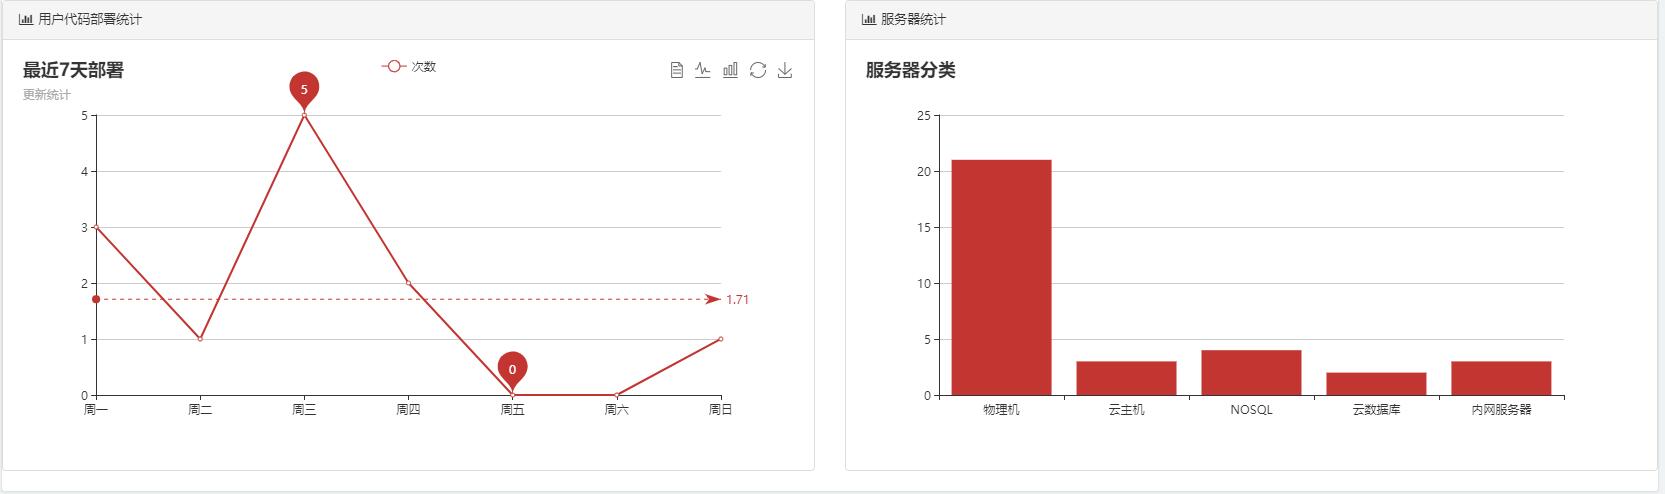 用户代码部署统计
最近7天部署
更新统计
次数
5
5
4
3
2
1
0
1.71
0
周一
周二
周三
周四
周五
周六
周日
服务器统计
服务器分类
25
20
15
10
5
0
物理机
云主机
NOSQL
云数据库
内网服务器